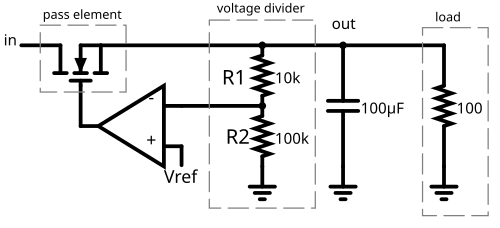 pass element
voltage divider
in
out
load
R1
10k
-
100µF
100
R2
100k
+
Vref